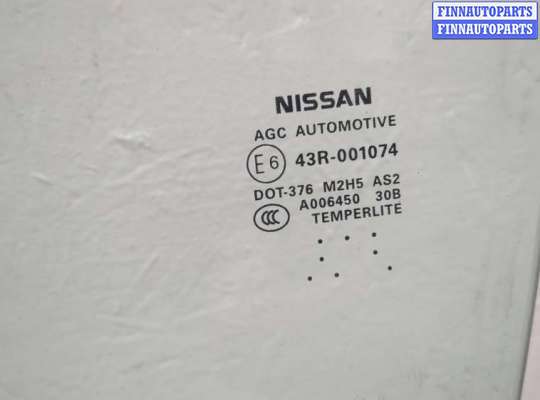 FINNAUTOPARTS
FINNAUTOPARTS
NISSAN
AGC AUTOMOTIVE
E6 43R-001074
DOT-376 M2H5 AS2
A006450 30B
CCC TEMPERLITE